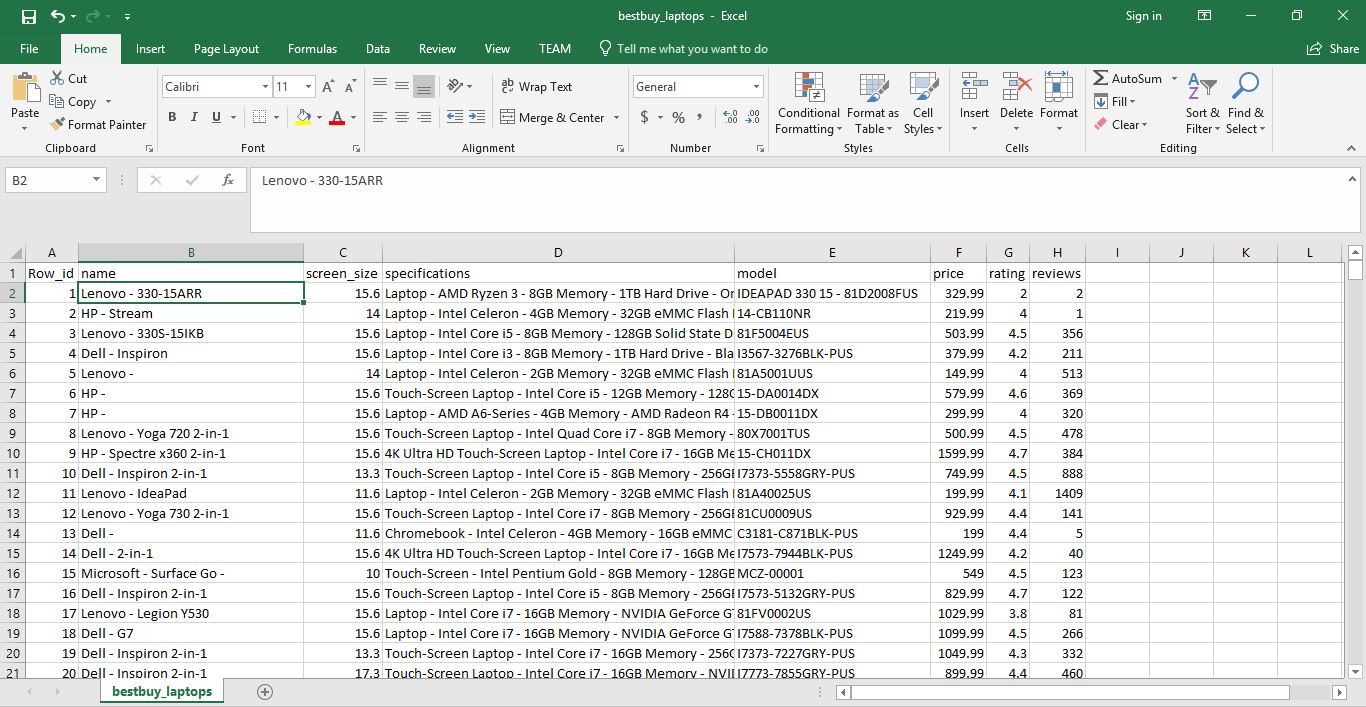 bestbuy_laptops - Excel
Sign in
File Home Insert Page Layout Formulas Data Review View TEAM Tell me what you want to do Share
Paste
Cut
Copy
Format Painter
Clipboard
Calibri 11
B I U
Font
Wrap Text
Merge & Center
Alignment
General
$ % ,
Number
Conditional Formatting
Format as Table
Cell Styles
Styles
Insert Delete Format
Cells
AutoSum
Fill
Clear
Sort & Filter
Find & Select
Editing
B2 fx Lenovo - 330-15ARR
A B C D E F G H I J K L
1 Row_id name screen_size specifications model price rating reviews
2 1 Lenovo - 330-15ARR 15.6 Laptop - AMD Ryzen 3 - 8GB Memory - 1TB Hard Drive - On IDEAPAD 330 15 - 81D2008FUS 329.99 2 2
3 2 HP - Stream 14 Laptop - Intel Celeron - 4GB Memory - 32GB eMMC Flash 14-CB110NR 219.99 4 1
4 3 Lenovo - 330S-15IKB 15.6 Laptop - Intel Core i5 - 8GB Memory - 128GB Solid State D 81F5004EUS 503.99 4.5 356
5 4 Dell - Inspiron 15.6 Laptop - Intel Core i3 - 8GB Memory - 1TB Hard Drive - Bla I3567-3276BLK-PUS 379.99 4.2 211
6 5 Lenovo - 14 Laptop - Intel Celeron - 2GB Memory - 32GB eMMC Flash 81A5001UUS 149.99 4 513
7 6 HP - 15.6 Touch-Screen Laptop - Intel Core i5 - 12GB Memory - 128G 15-DA0014DX 579.99 4.6 369
8 7 HP - 15.6 Laptop - AMD A6-Series - 4GB Memory - AMD Radeon R4 - 15-DB0011DX 299.99 4 320
9 8 Lenovo - Yoga 720 2-in-1 15.6 Touch-Screen Laptop - Intel Quad Core i7 - 8GB Memory - 80X7001TUS 500.99 4.5 478
10 9 HP - Spectre x360 2-in-1 15.6 4K Ultra HD Touch-Screen Laptop - Intel Core i7 - 16GB Me 15-CH011DX 1599.99 4.7 384
11 10 Dell - Inspiron 2-in-1 13.3 Touch-Screen Laptop - Intel Core i5 - 8GB Memory - 256GB I7373-5558GRY-PUS 749.99 4.5 888
12 11 Lenovo - IdeaPad 11.6 Laptop - Intel Celeron - 2GB Memory - 32GB eMMC Flash 81A40025US 199.99 4.1 1409
13 12 Lenovo - Yoga 730 2-in-1 15.6 Touch-Screen Laptop - Intel Core i7 - 8GB Memory - 256GB 81CU0009US 929.99 4.4 141
14 13 Dell - 11.6 Chromebook - Intel Celeron - 4GB Memory - 16GB eMMC C3181-C871BLK-PUS 199 4.4 5
15 14 Dell - 2-in-1 15.6 4K Ultra HD Touch-Screen Laptop - Intel Core i7 - 16GB Me I7573-7944BLK-PUS 1249.99 4.2 40
16 15 Microsoft - Surface Go - 10 Touch-Screen - Intel Pentium Gold - 8GB Memory - 128GB MCZ-00001 549 4.5 123
17 16 Dell - Inspiron 2-in-1 15.6 Touch-Screen Laptop - Intel Core i5 - 8GB Memory - 256GB I7573-5132GRY-PUS 829.99 4.7 122
18 17 Lenovo - Legion Y530 15.6 Laptop - Intel Core i7 - 16GB Memory - NVIDIA GeForce GT 81FV0002US 1029.99 3.8 81
19 18 Dell - G7 15.6 Laptop - Intel Core i7 - 16GB Memory - NVIDIA GeForce GT I7588-7378BLK-PUS 1099.99 4.5 266
20 19 Dell - Inspiron 2-in-1 13.3 Touch-Screen Laptop - Intel Core i7 - 16GB Memory - 256G I7373-7227GRY-PUS 1049.99 4.3 332
21 20 Dell - Inspiron 2-in-1 17.3 Touch-Screen Laptop - Intel Core i7 - 16GB Memory - NVI I7773-7855GRY-PUS 899.99 4.4 460
bestbuy_laptops